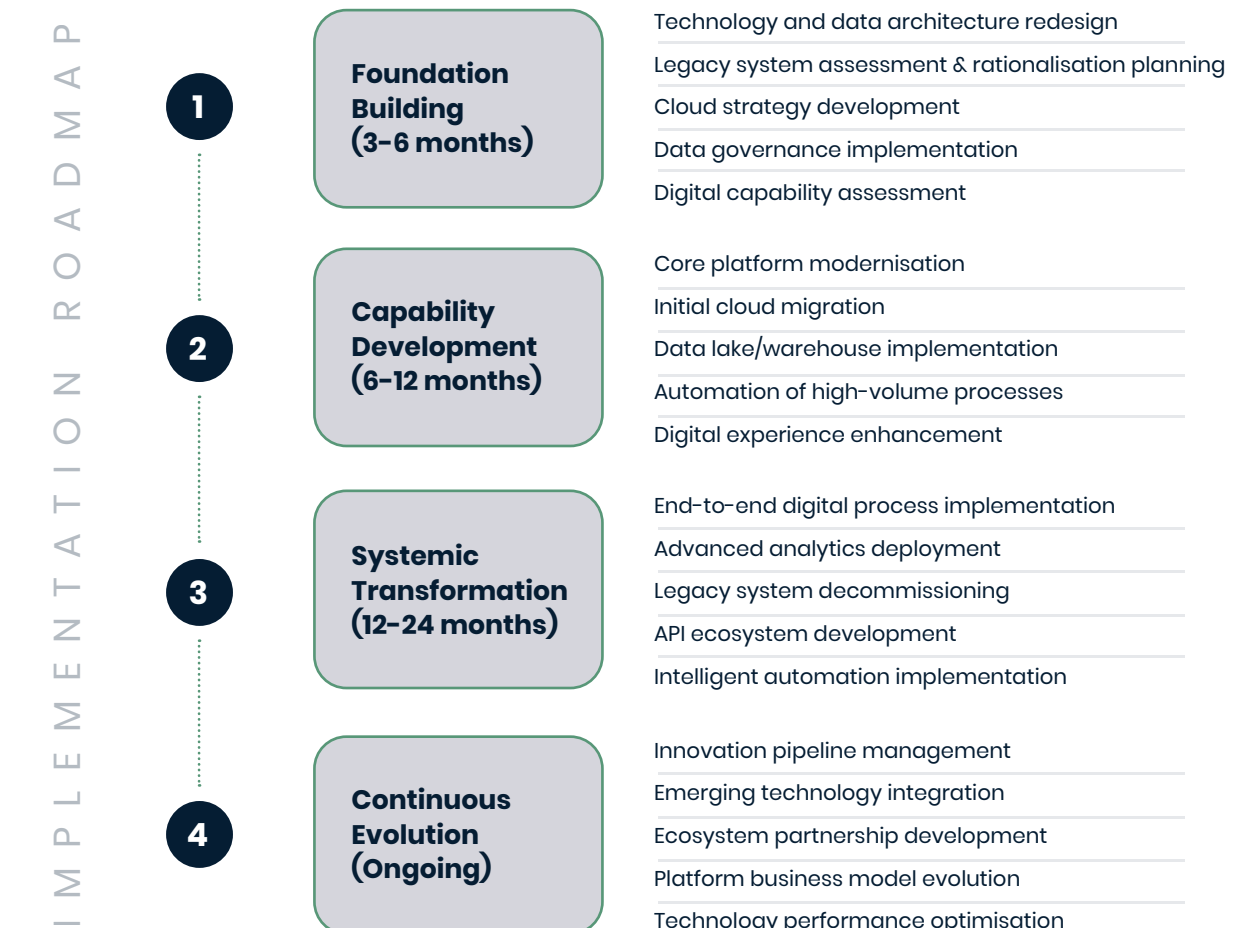 IMPLEMENTATION ROADMAP
1
Foundation
Building
(3-6 months)
Technology and data architecture redesign
Legacy system assessment & rationalisation planning
Cloud strategy development
Data governance implementation
Digital capability assessment
2
Capability
Development
(6-12 months)
Core platform modernisation
Initial cloud migration
Data lake/warehouse implementation
Automation of high-volume processes
Digital experience enhancement
3
Systemic
Transformation
(12-24 months)
End-to-end digital process implementation
Advanced analytics deployment
Legacy system decommissioning
API ecosystem development
Intelligent automation implementation
4
Continuous
Evolution
(Ongoing)
Innovation pipeline management
Emerging technology integration
Ecosystem partnership development
Platform business model evolution
Technology performance optimisation